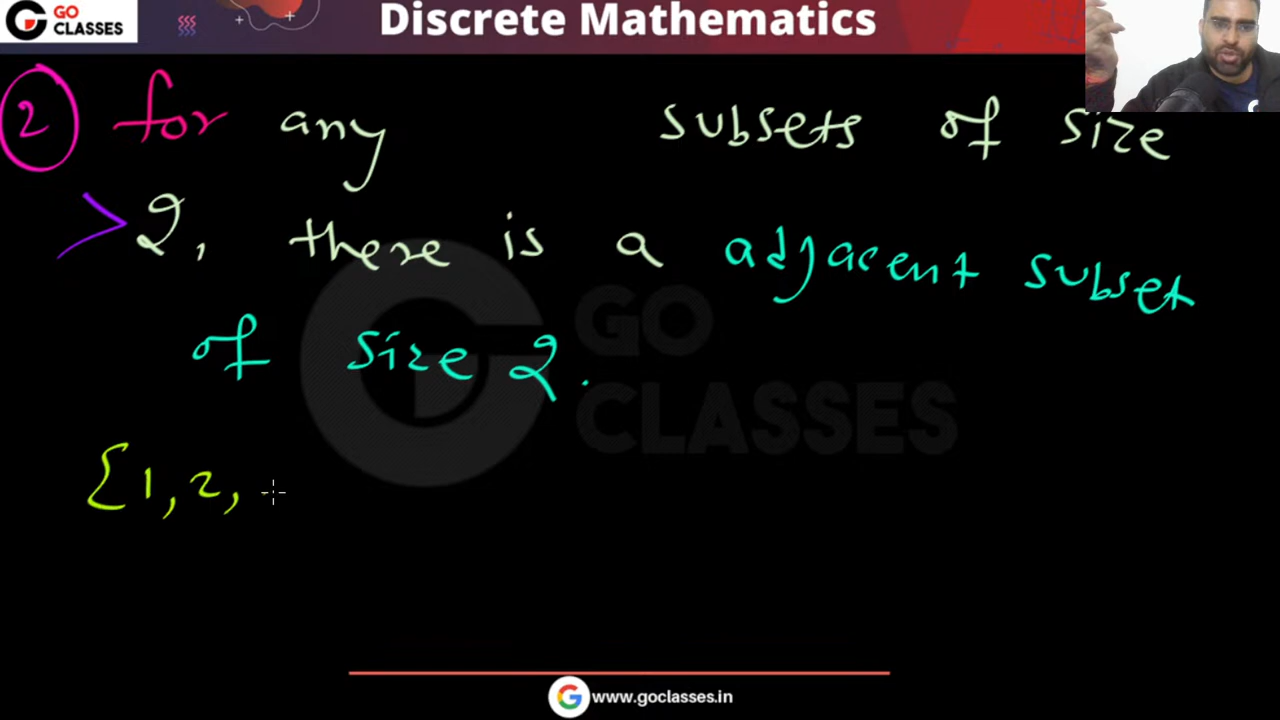 GO CLASSES
Discrete Mathematics
2 for any subsets of size
>2, there is a adjacent subset
of size 2.
{1,2,
GO
CLASSES
www.goclasses.in